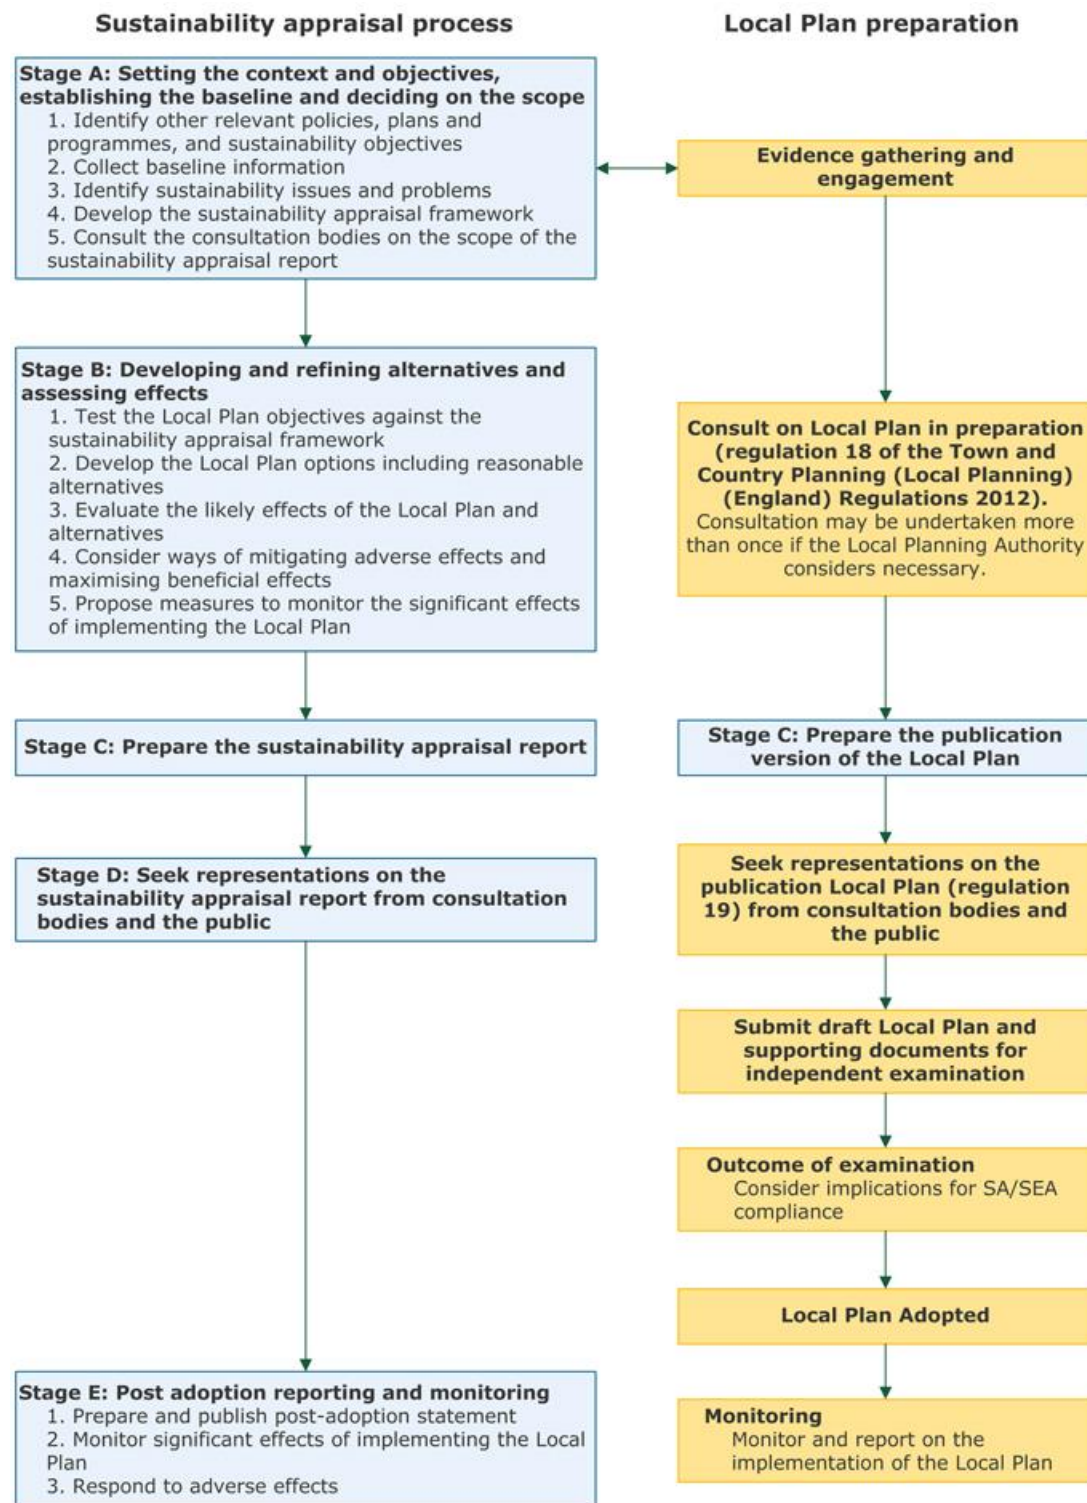 Sustainability appraisal process
Local Plan preparation
Stage A: Setting the context and objectives,
establishing the baseline and deciding on the scope
1. Identify other relevant policies, plans and
programmes, and sustainability objectives
2. Collect baseline information
3. Identify sustainability issues and problems
4. Develop the sustainability appraisal framework
5. Consult the consultation bodies on the scope of the
sustainability appraisal report
Evidence gathering and
engagement
Stage B: Developing and refining alternatives and
assessing effects
1. Test the Local Plan objectives against the
sustainability appraisal framework
2. Develop the Local Plan options including reasonable
alternatives
3. Evaluate the likely effects of the Local Plan and
alternatives
4. Consider ways of mitigating adverse effects and
maximising beneficial effects
5. Propose measures to monitor the significant effects
of implementing the Local Plan
Consult on Local Plan in preparation
(regulation 18 of the Town and
Country Planning (Local Planning)
(England) Regulations 2012).
Consultation may be undertaken more
than once if the Local Planning Authority
considers necessary.
Stage C: Prepare the sustainability appraisal report
Stage C: Prepare the publication
version of the Local Plan
Stage D: Seek representations on the
sustainability appraisal report from consultation
bodies and the public
Seek representations on the
publication Local Plan (regulation
19) from consultation bodies and
the public
Submit draft Local Plan and
supporting documents for
independent examination
Outcome of examination
Consider implications for SA/SEA
compliance
Local Plan Adopted
Stage E: Post adoption reporting and monitoring
1. Prepare and publish post-adoption statement
2. Monitor significant effects of implementing the Local
Plan
3. Respond to adverse effects
Monitoring
Monitor and report on the
implementation of the Local Plan